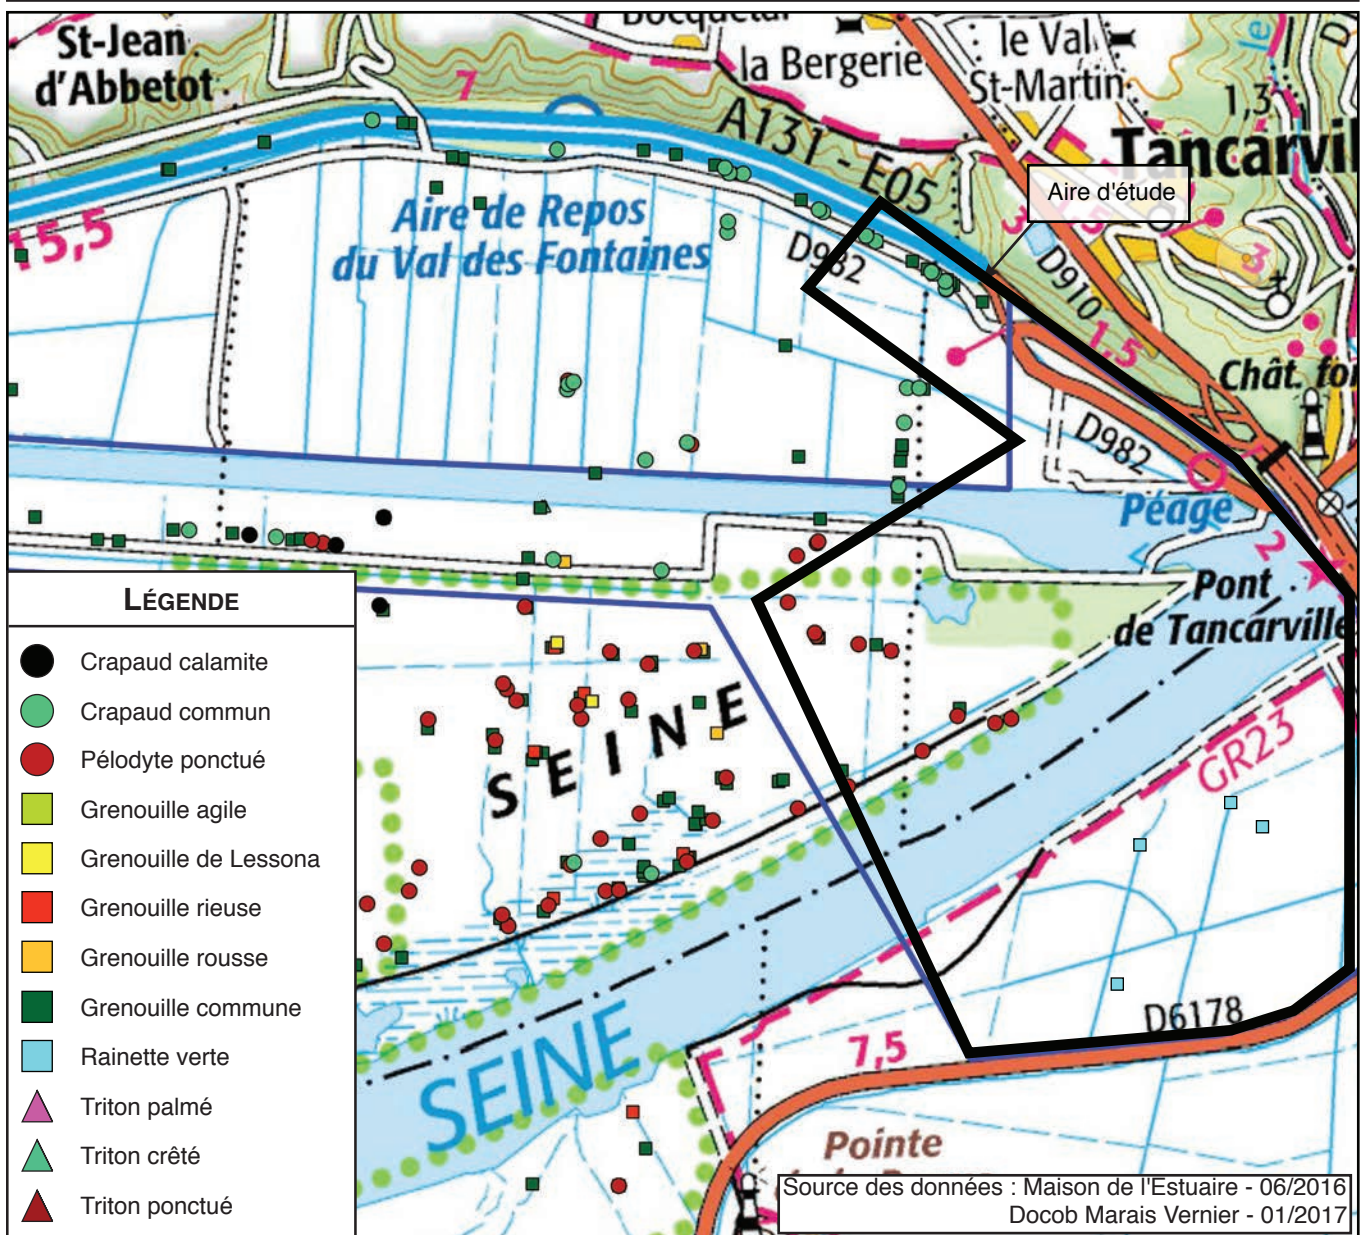 St-Jean
d'Abbetot
7
la Bergerie
le Val
St-Martin
le
1,3
Tancarvil
A131 - E05
Aire d'étude
3
5
3
15,5
Aire de Repos
du Val des Fontaines
D982
D910
1,5
Chât. fo
D982
Péage
2
Pont
de Tancarville
SEINE
GR23
D6178
7,5
SEINE
Pointe
LÉGENDE
Crapaud calamite
Crapaud commun
Pélodyte ponctué
Grenouille agile
Grenouille de Lessona
Grenouille rieuse
Grenouille rousse
Grenouille commune
Rainette verte
Triton palmé
Triton crêté
Triton ponctué
Source des données : Maison de l'Estuaire - 06/2016
Docob Marais Vernier - 01/2017